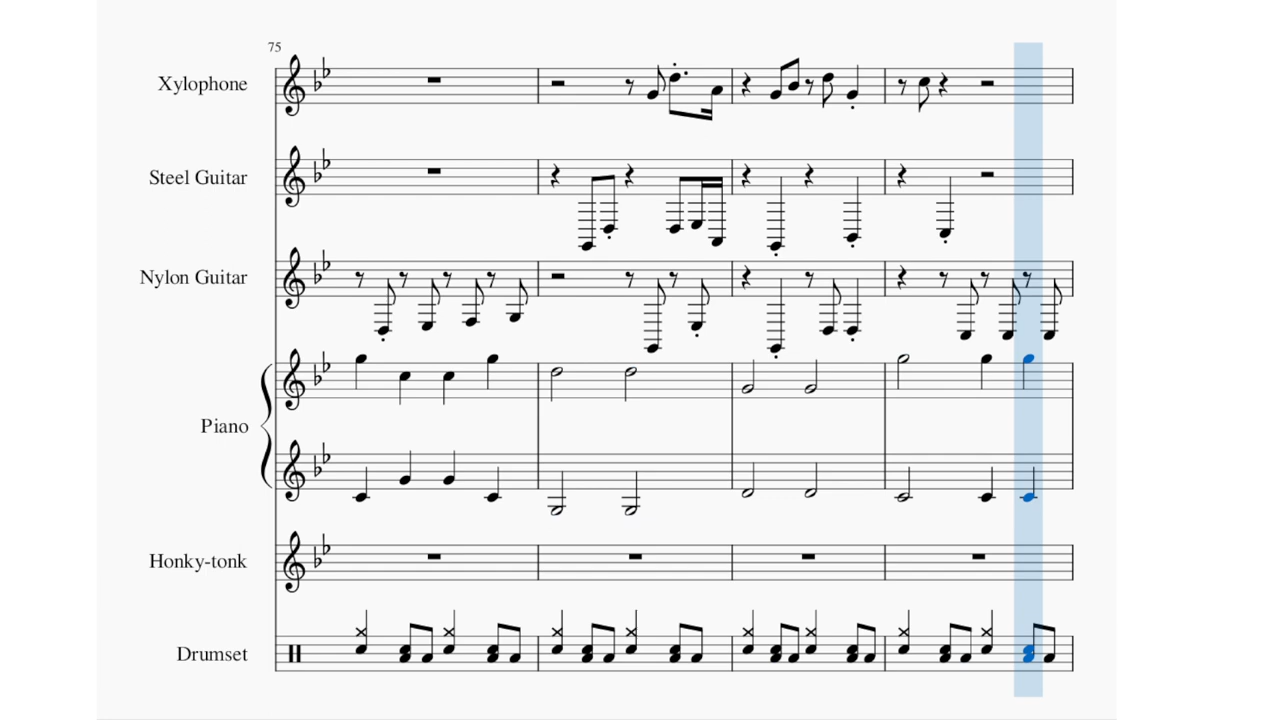 75
Xylophone
Steel Guitar
Nylon Guitar
Piano
Honky-tonk
Drumset